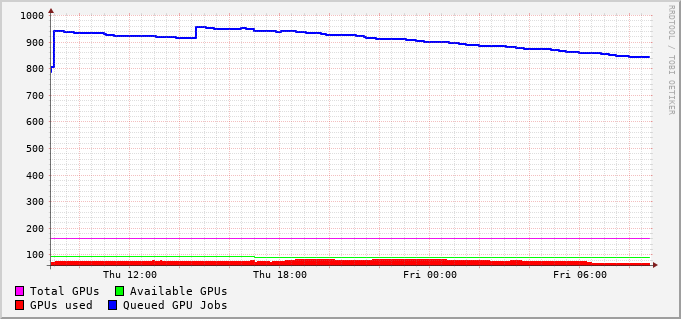 1000
900
800
700
600
500
400
300
200
100
Thu 12:00 Thu 18:00 Fri 00:00 Fri 06:00
Total GPUs Available GPUs
GPUs used Queued GPU Jobs
RRDTOOL / TOBI OETIKER